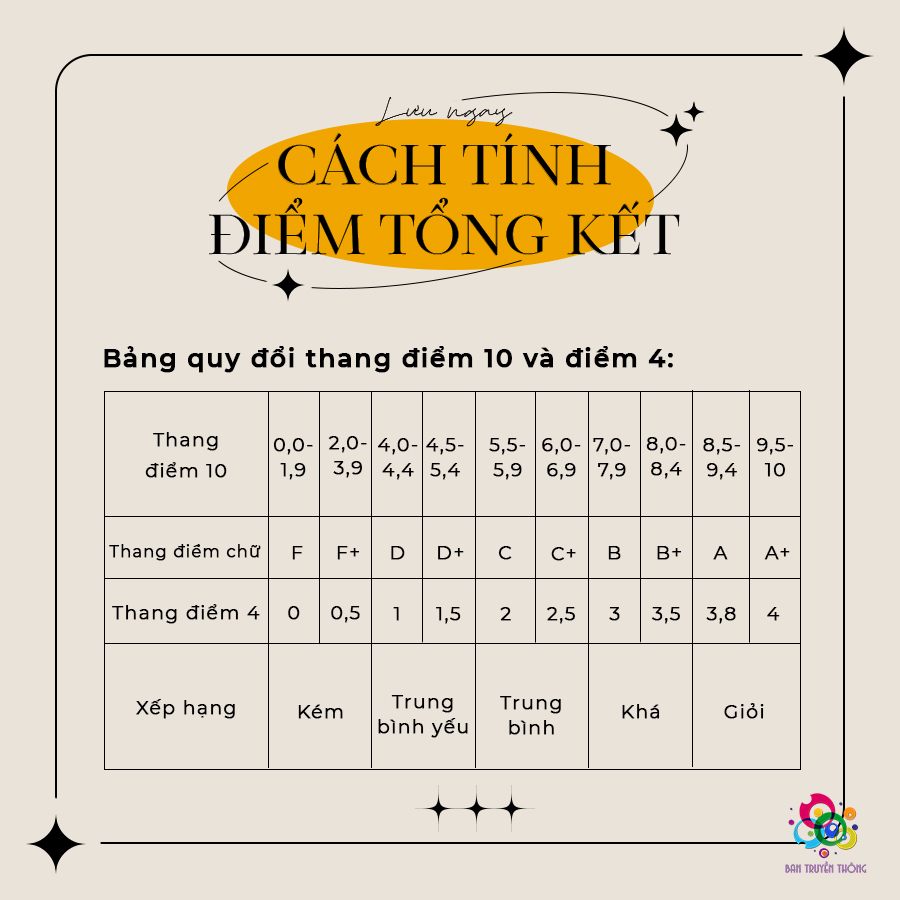 Lưu ngay
CÁCH TÍNH
ĐIỂM TỔNG KẾT
Bảng quy đổi thang điểm 10 và điểm 4:
Thang điểm 10 0,0-1,9 2,0-3,9 4,0-4,4 4,5-5,4 5,5-5,9 6,0-6,9 7,0-7,9 8,0-8,4 8,5-9,4 9,5-10
Thang điểm chữ F F+ D D+ C C+ B B+ A A+
Thang điểm 4 0 0,5 1 1,5 2 2,5 3 3,5 3,8 4
Xếp hạng Kém Trung bình yếu Trung bình Khá Giỏi
BAN TRUYỀN THÔNG